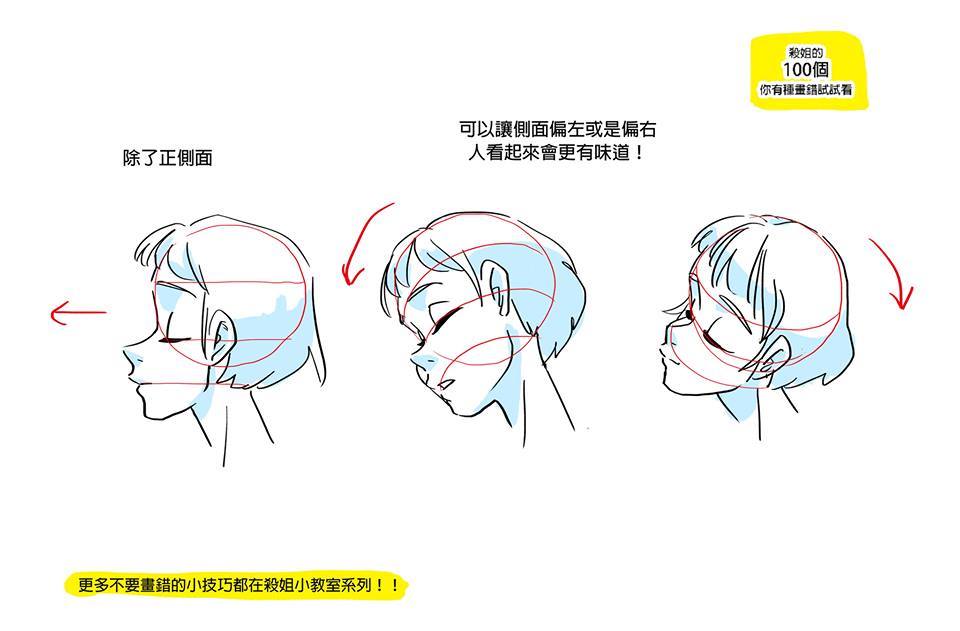 殺姐的
100個
你有種畫錯試試看
可以讓側面偏左或是偏右
人看起來會更有味道！
除了正側面
更多不要畫錯的小技巧都在殺姐小教室系列！！